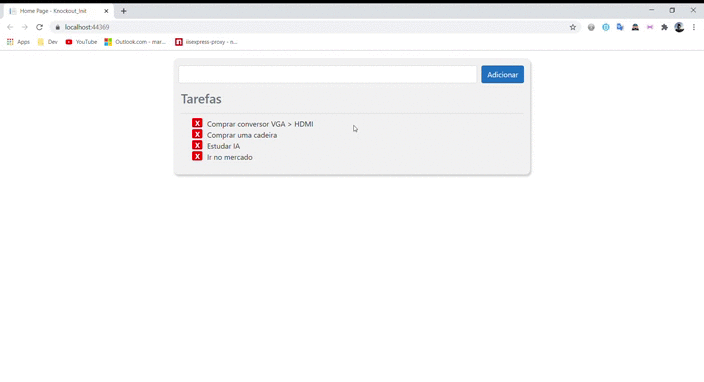 Home Page - Knockout_Init
localhost:44369
Apps Dev YouTube Outlook.com - mar... iisexpress-proxy - n...
Adicionar
Tarefas
X Comprar conversor VGA > HDMI
X Comprar uma cadeira
X Estudar IA
X Ir no mercado